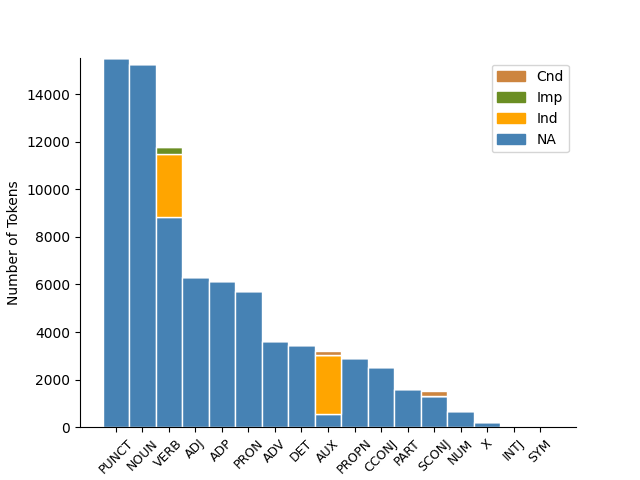 Cnd
Imp
Ind
NA
Number of Tokens
14000
12000
10000
8000
6000
4000
2000
0
PUNCT
NOUN
VERB
ADJ
ADP
PRON
ADV
DET
AUX
PROPN
CCONJ
PART
SCONJ
NUM
X
INTJ
SYM